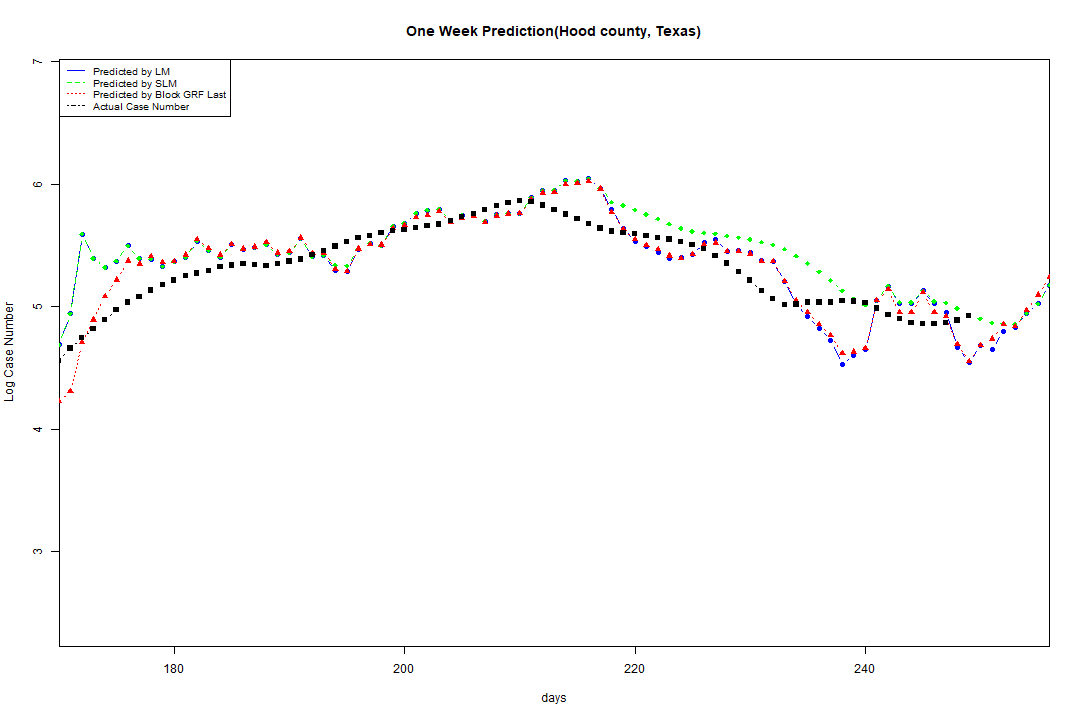 One Week Prediction(Hood county, Texas)
Predicted by LM
Predicted by SLM
Predicted by Block GRF Last
Actual Case Number
7
6
5
4
3
Log Case Number
180 200 220 240
days